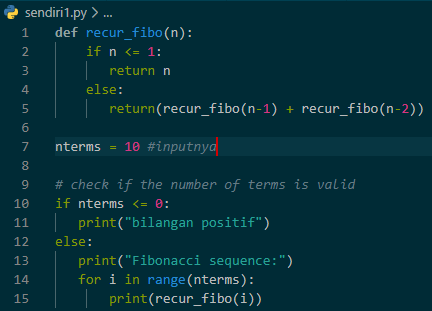 sendiri1.py > ...
1 def recur_fibo(n):
2     if n <= 1:
3         return n
4     else:
5         return(recur_fibo(n-1) + recur_fibo(n-2))
6
7 nterms = 10 #inputnya
8
9 # check if the number of terms is valid
10 if nterms <= 0:
11    print("bilangan positif")
12 else:
13    print("Fibonacci sequence:")
14    for i in range(nterms):
15        print(recur_fibo(i))